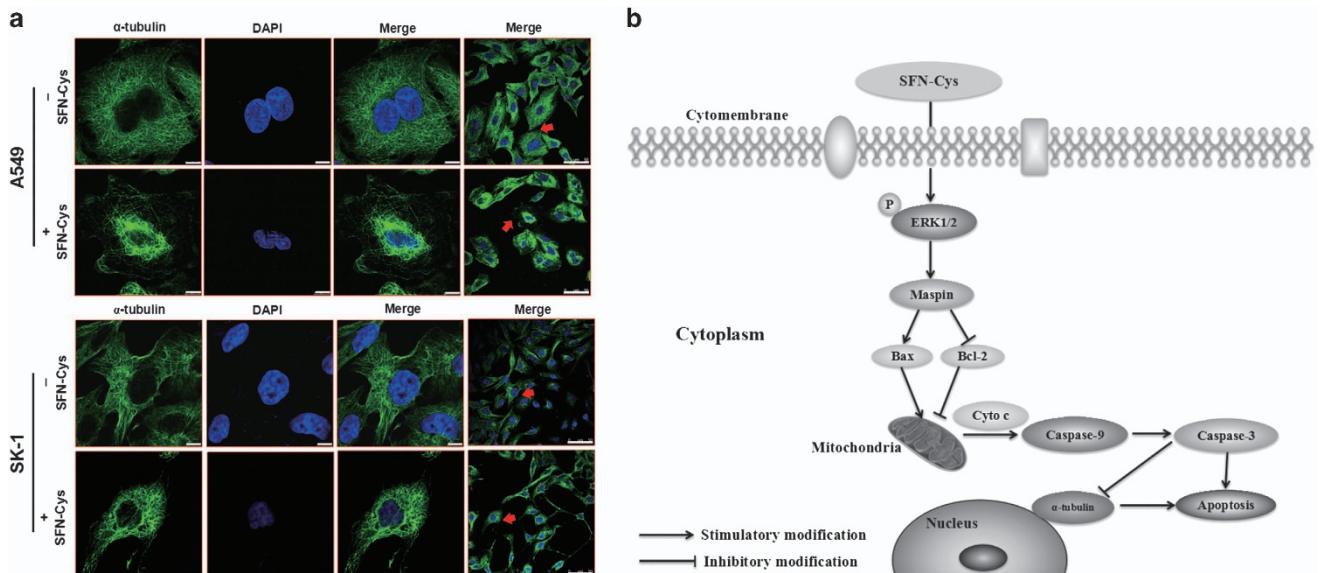 a
α-tubulin DAPI Merge Merge
A549
−
SFN-Cys
+
SFN-Cys
α-tubulin DAPI Merge Merge
SK-1
−
SFN-Cys
+
SFN-Cys
b
SFN-Cys
Cytomembrane
P
ERK1/2
Maspin
Cytoplasm
Bax Bcl-2
Cyto c
Mitochondria
Caspase-9 Caspase-3
Nucleus
α-tubulin
Apoptosis
Stimulatory modification
Inhibitory modification